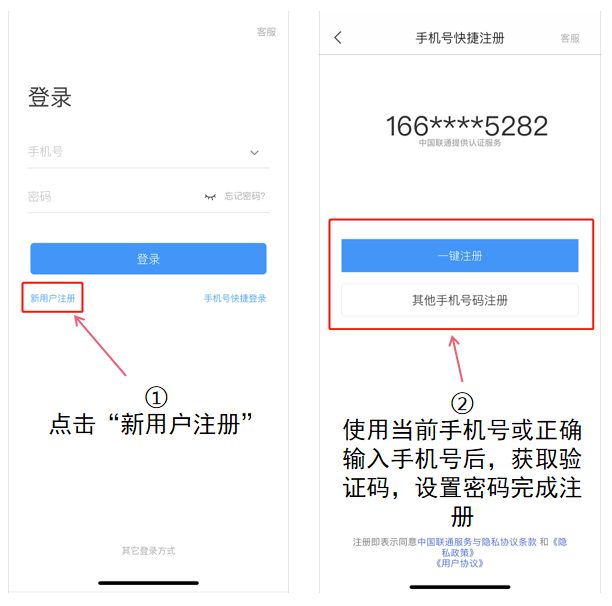 客服
登录
手机号
密码
忘记密码?
登录
新用户注册
手机号快捷登录
①
点击“新用户注册”
其它登录方式
手机号快捷注册
客服
166****5282
中国联通提供认证服务
一键注册
其他手机号码注册
②
使用当前手机号或正确
输入手机号后，获取验
证码，设置密码完成注
册
注册即表示同意中国联通服务与隐私协议条款 和《隐
私政策》
《用户协议》